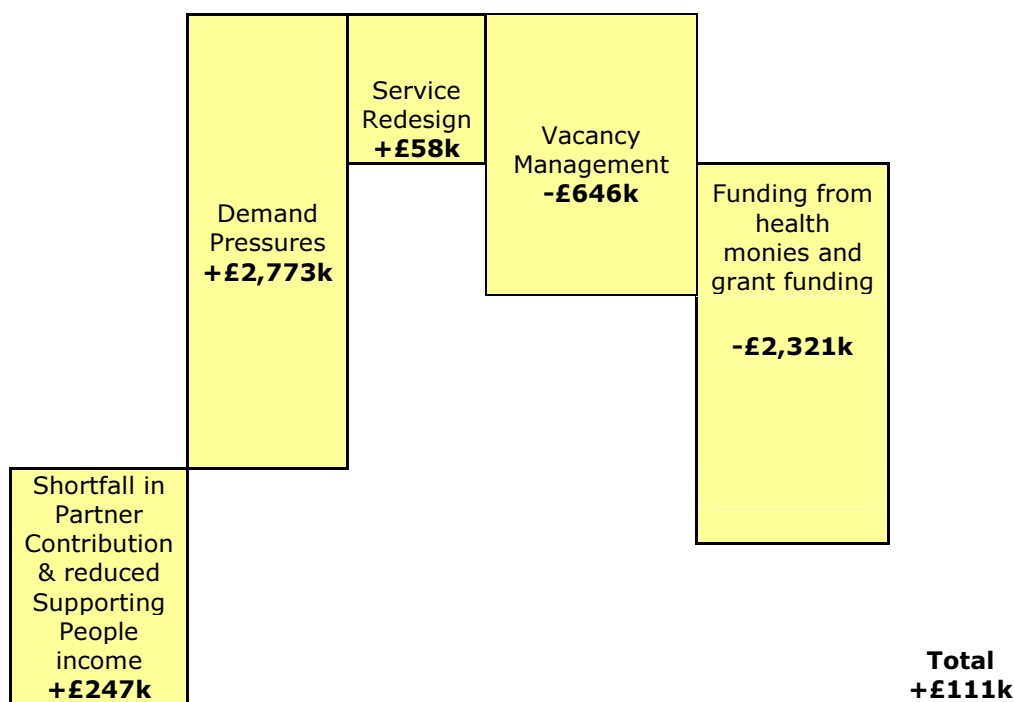 Service
Redesign
+£58k
Vacancy
Management
-£646k
Funding from
health
monies and
grant funding
-£2,321k
Demand
Pressures
+£2,773k
Shortfall in
Partner
Contribution
& reduced
Supporting
People
income
+£247k
Total
+£111k